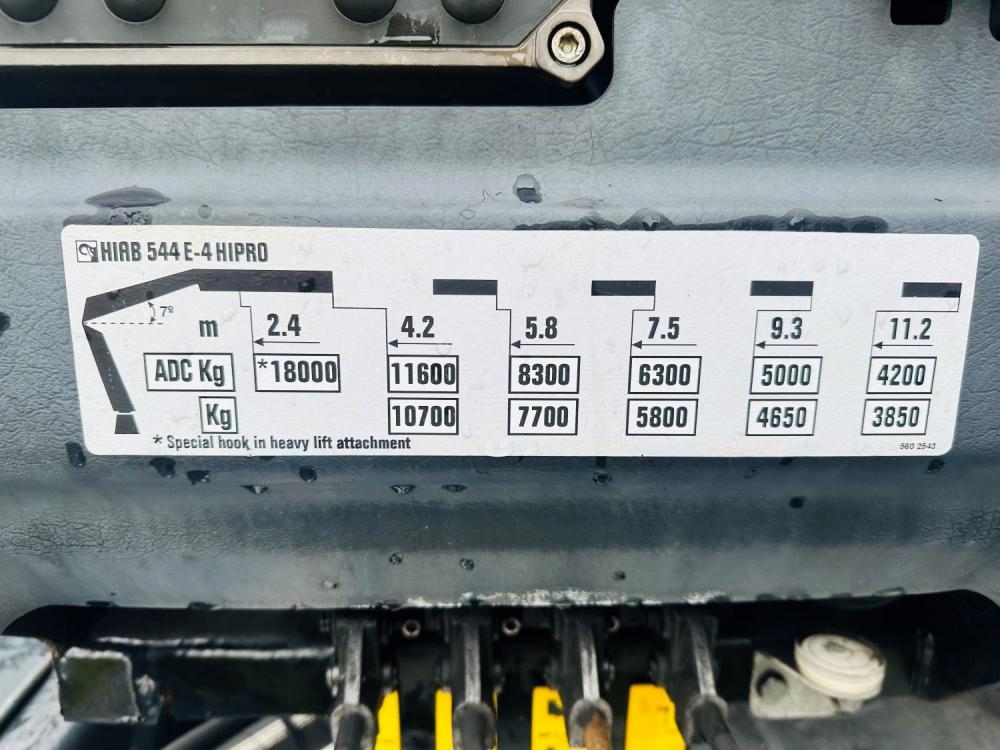 HIAB 544 E-4 HIPRO
7º
m 2.4 4.2 5.8 7.5 9.3 11.2
ADC Kg *18000 11600 8300 6300 5000 4200
Kg 10700 7700 5800 4650 3850
* Special hook in heavy lift attachment
560 2543